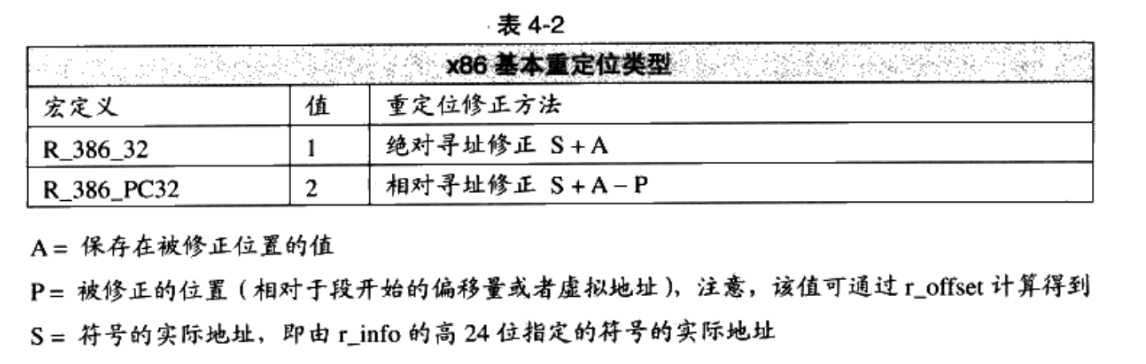 表 4-2
x86 基本重定位类型
宏定义 值 重定位修正方法
R_386_32 1 绝对寻址修正 S + A
R_386_PC32 2 相对寻址修正 S + A – P
A = 保存在被修正位置的值
P = 被修正的位置（相对于段开始的偏移量或者虚拟地址），注意，该值可通过 r_offset 计算得到
S = 符号的实际地址，即由 r_info 的高 24 位指定的符号的实际地址